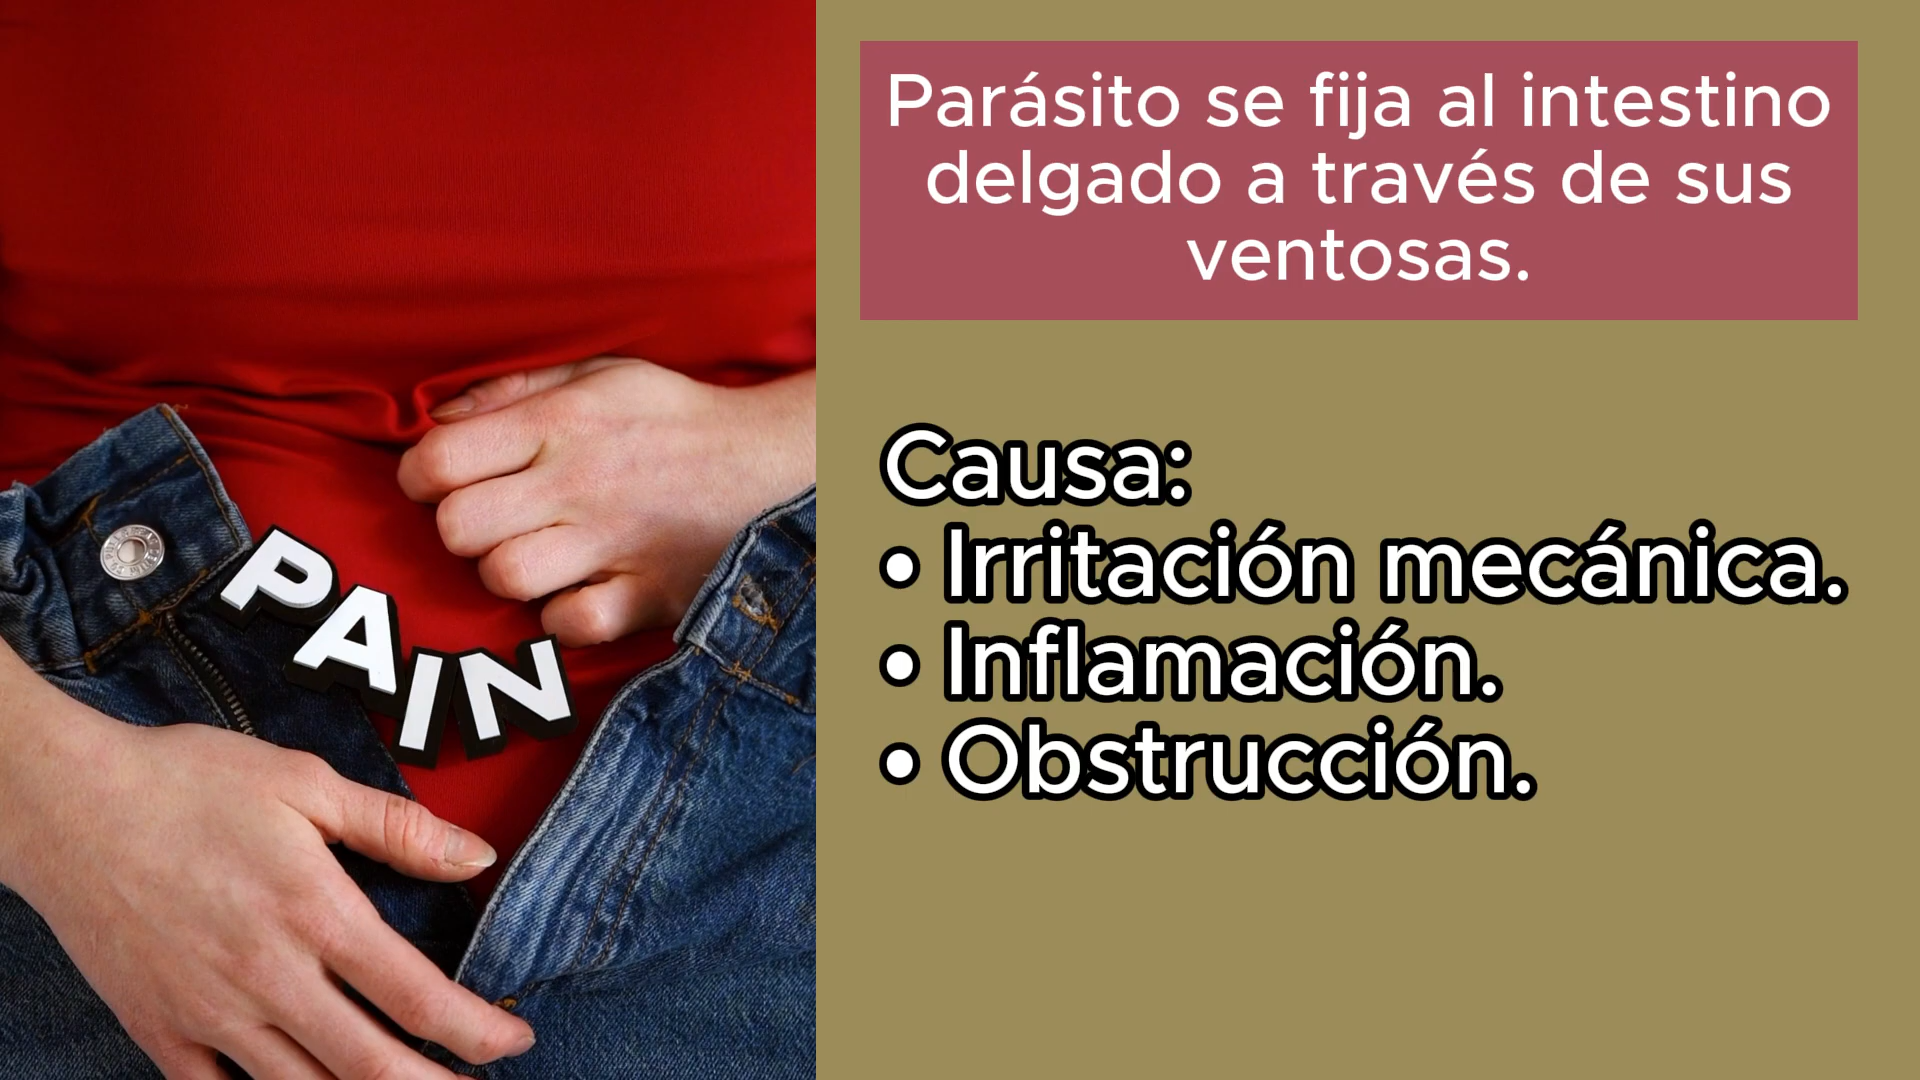 Parásito se fija al intestino
delgado a través de sus
ventosas.
PAIN
Causa:
• Irritación mecánica.
• Inflamación.
• Obstrucción.